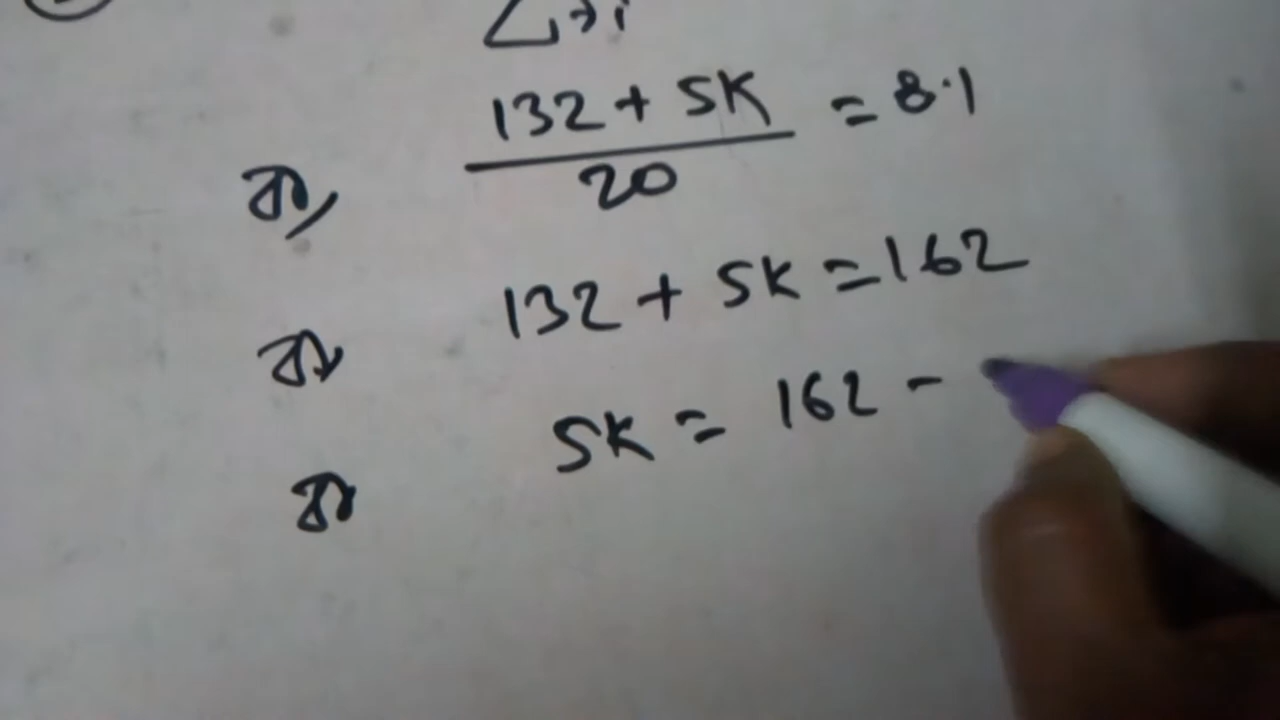 132 + 5K
= 8.1
বা,
20
বা 132 + 5K = 162
বা 5K = 162 -